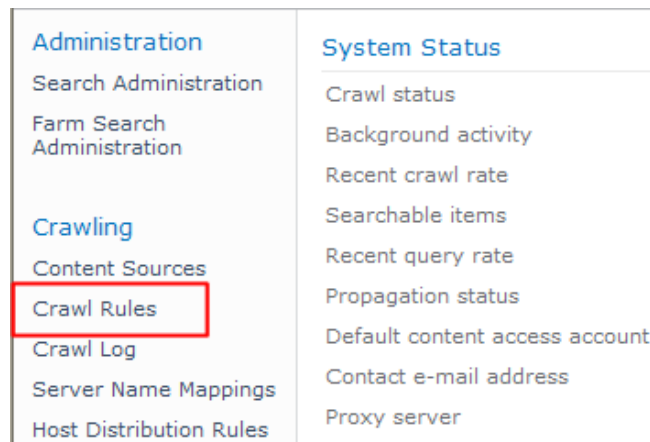 Administration
Search Administration
Farm Search
Administration
Crawling
Content Sources
Crawl Rules
Crawl Log
Server Name Mappings
Host Distribution Rules
System Status
Crawl status
Background activity
Recent crawl rate
Searchable items
Recent query rate
Propagation status
Default content access account
Contact e-mail address
Proxy server